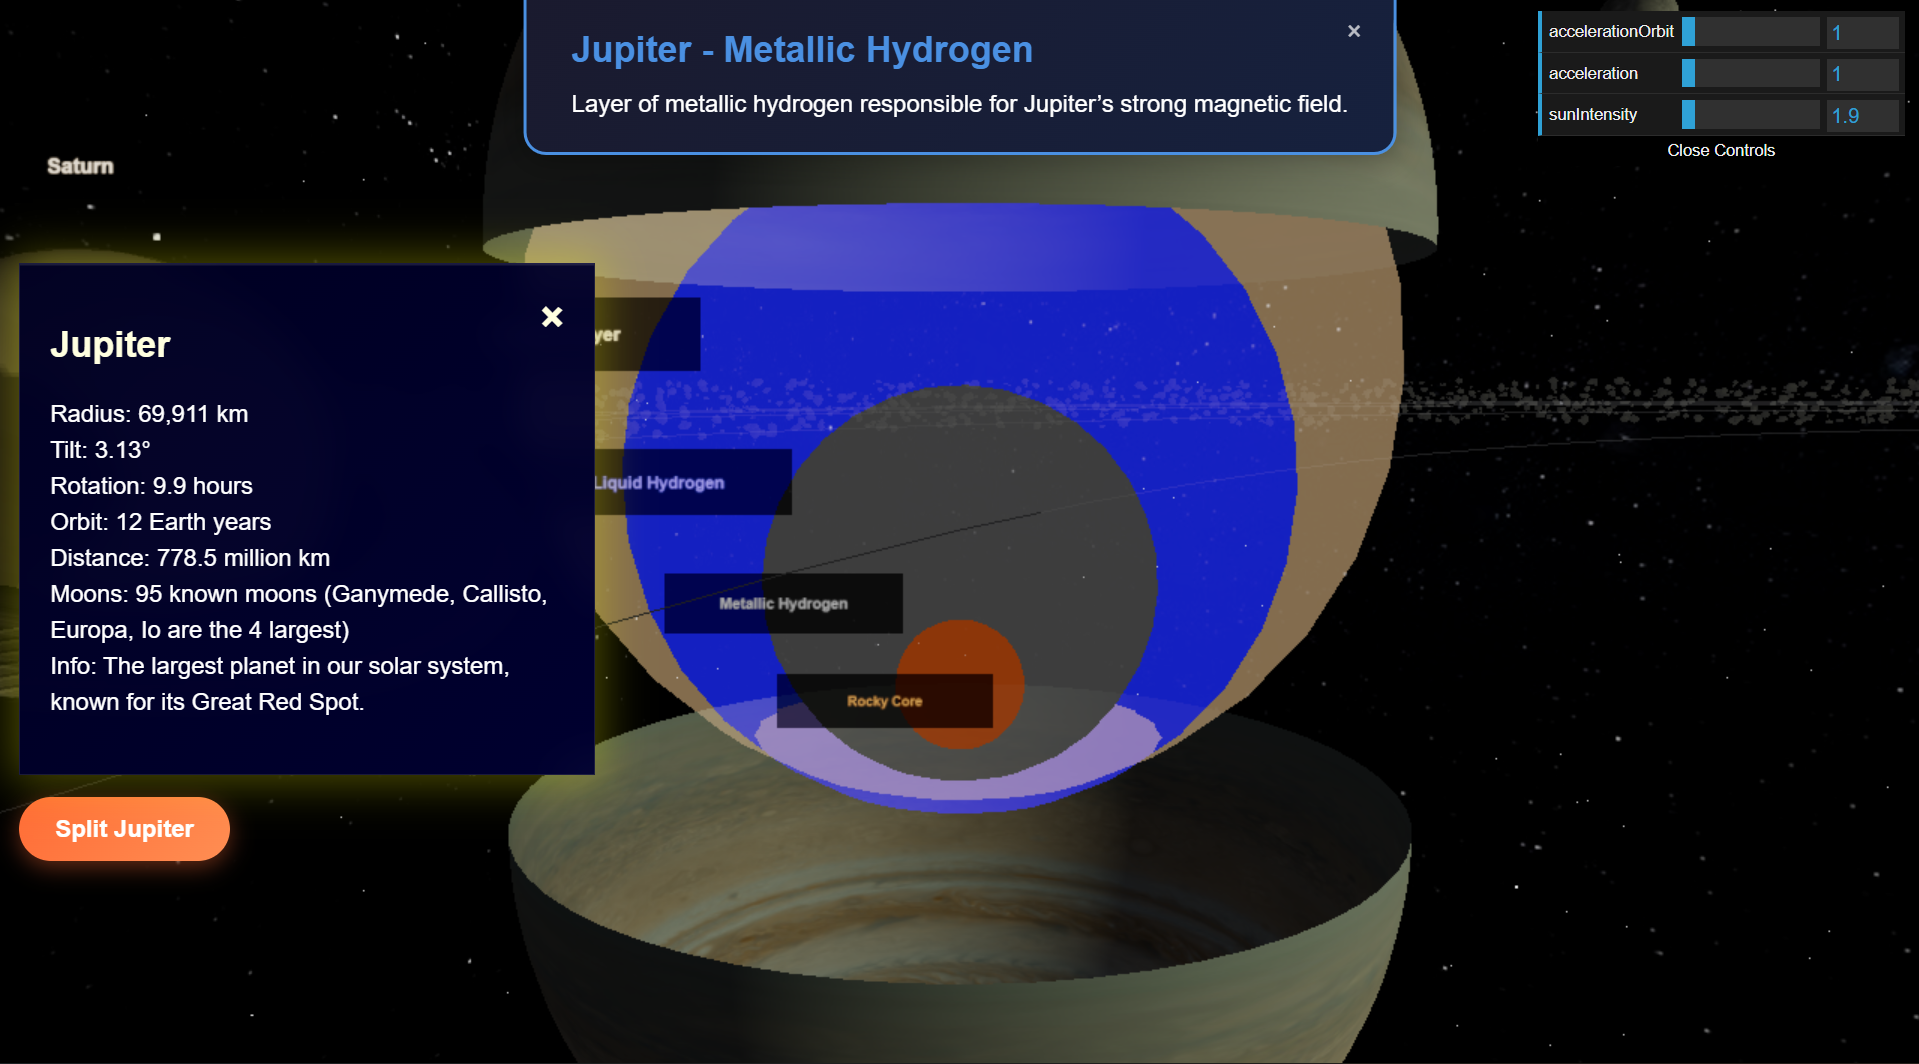 Jupiter - Metallic Hydrogen
×
Layer of metallic hydrogen responsible for Jupiter’s strong magnetic field.
accelerationOrbit 1
acceleration 1
sunIntensity 1.9
Close Controls
Saturn
×
Jupiter
Radius: 69,911 km
Tilt: 3.13°
Rotation: 9.9 hours
Orbit: 12 Earth years
Distance: 778.5 million km
Moons: 95 known moons (Ganymede, Callisto,
Europa, Io are the 4 largest)
Info: The largest planet in our solar system,
known for its Great Red Spot.
Split Jupiter
Liquid Hydrogen
Metallic Hydrogen
Rocky Core